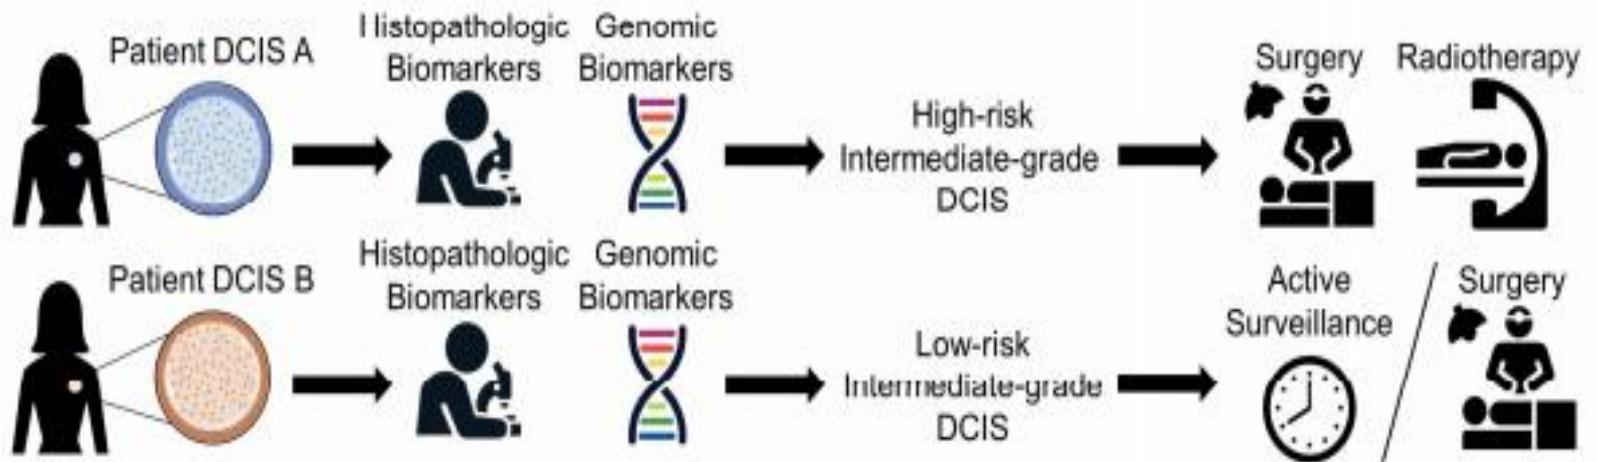 Patient DCIS A
Histopathologic
Biomarkers
Genomic
Biomarkers
High-risk
Intermediate-grade
DCIS
Surgery
Radiotherapy
Patient DCIS B
Histopathologic
Biomarkers
Genomic
Biomarkers
Low-risk
Intermediate-grade
DCIS
Active
Surveillance
Surgery